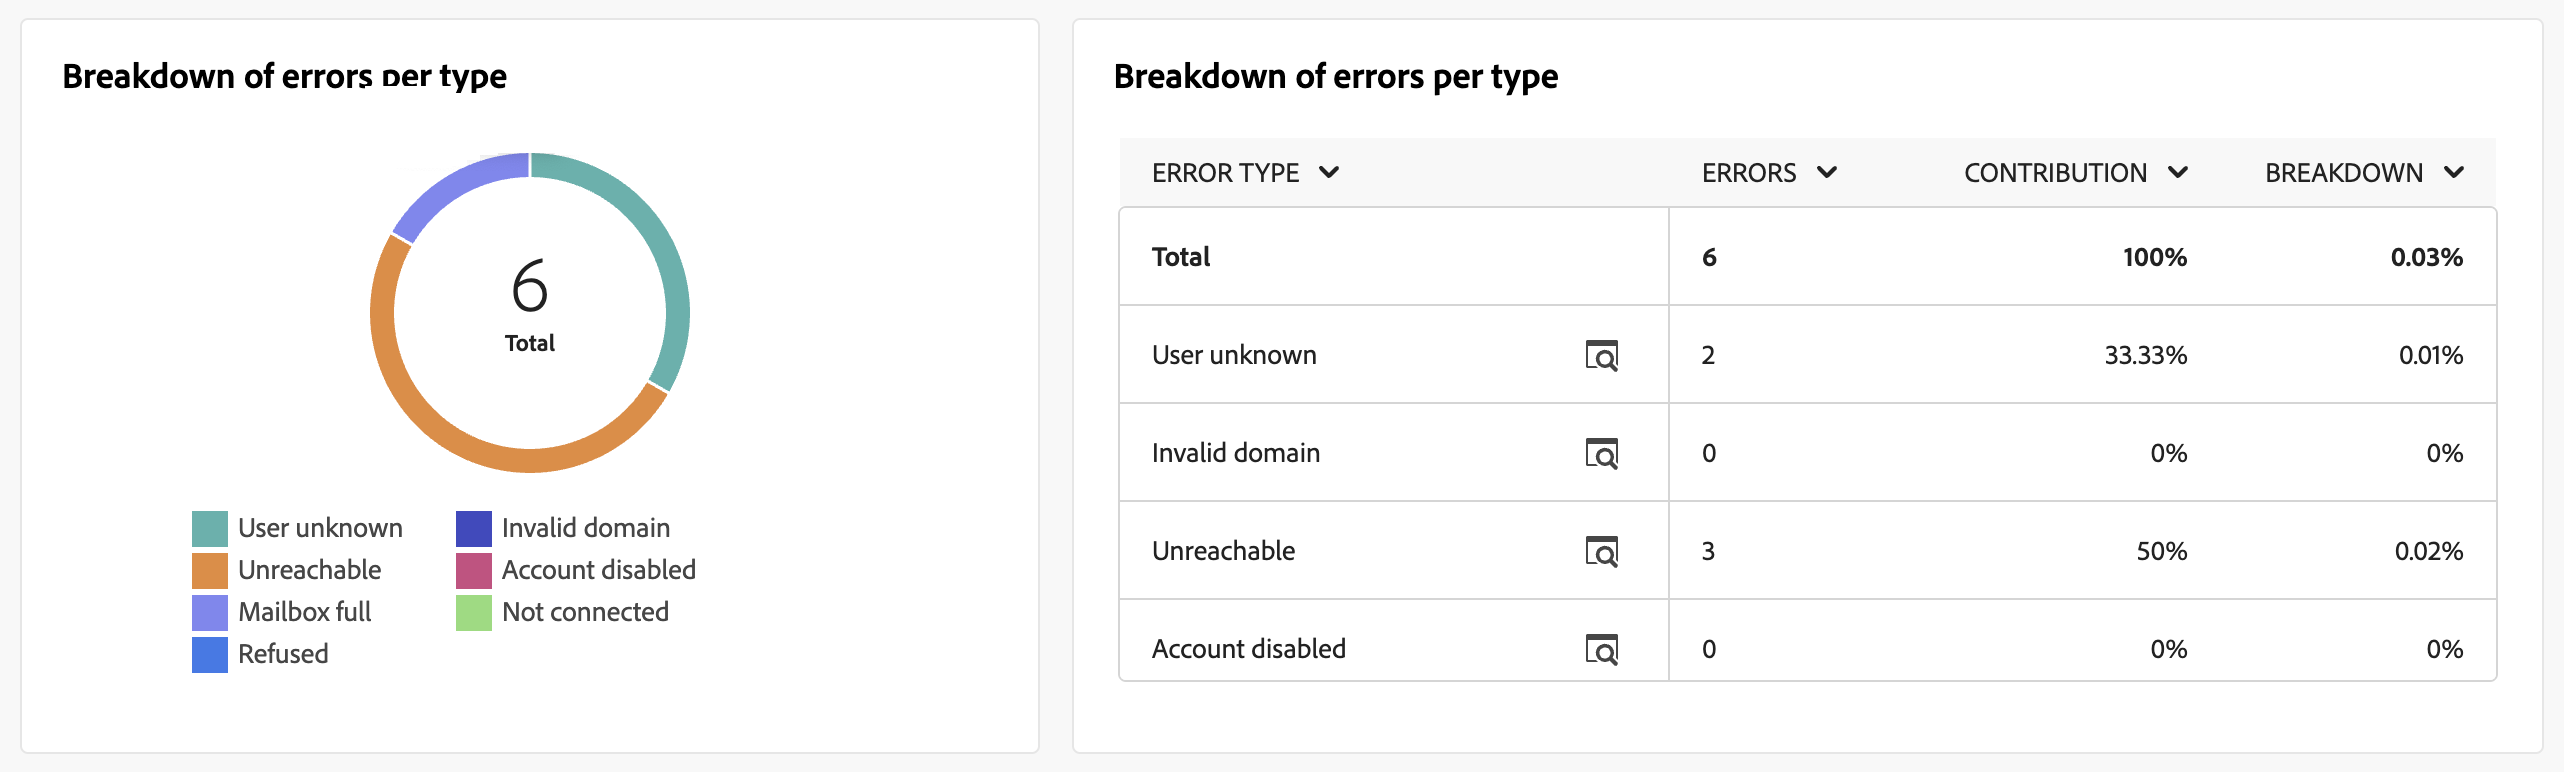 Breakdown of errors per type
6
Total
User unknown
Invalid domain
Unreachable
Account disabled
Mailbox full
Not connected
Refused
Breakdown of errors per type
ERROR TYPE ERRORS CONTRIBUTION BREAKDOWN
Total 6 100% 0.03%
User unknown 2 33.33% 0.01%
Invalid domain 0 0% 0%
Unreachable 3 50% 0.02%
Account disabled 0 0% 0%